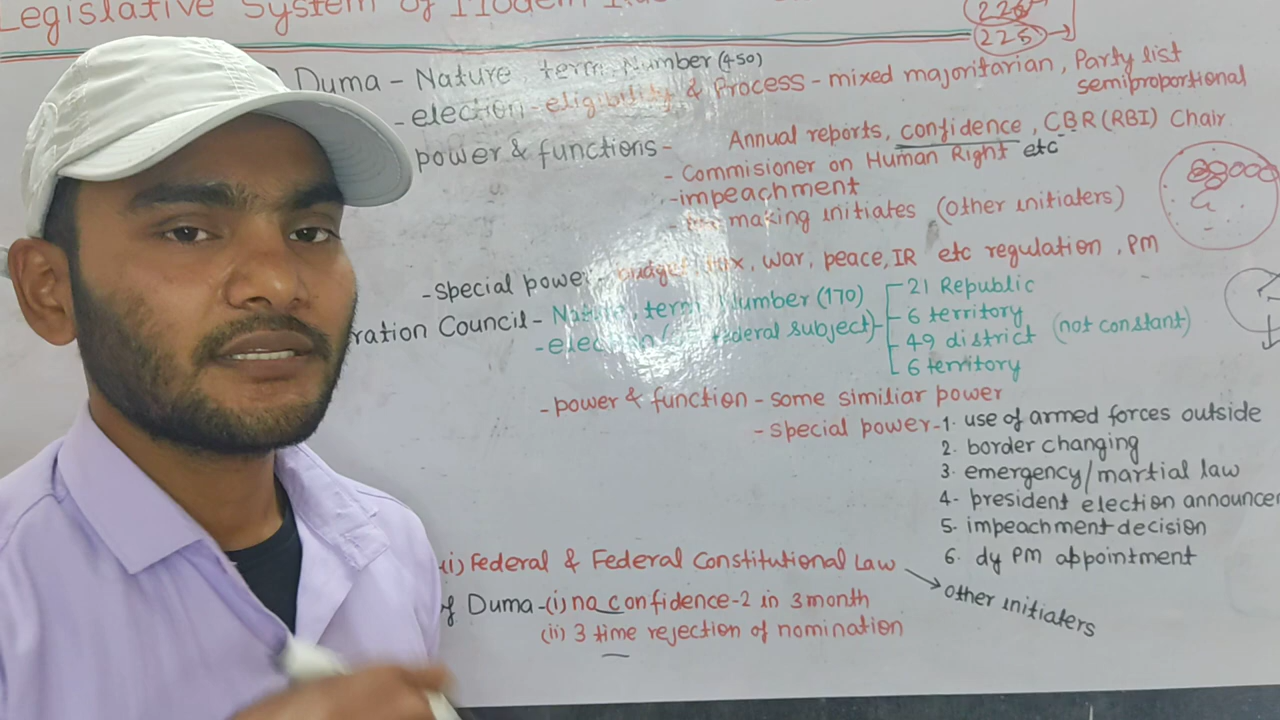 Legislative System of Modern
226
225
Duma - Nature, term, Number (450)
- election - eligibility & Process - mixed majoritarian, Party list
semiproportional
power & functions - Annual reports, confidence, CBR (RBI) Chair
- Commisioner on Human Right etc
- impeachment
making initiates (other initiaters)
- special power - budget, tax, war, peace, IR etc regulation, PM
ration Council - Nature, term, Number (170)
- election ( federal subject) -
21 Republic
6 territory
49 district (not constant)
6 territory
- power & function - some similiar power
- special power - 1. use of armed forces outside
2. border changing
3. emergency/martial law
4. president election announce
5. impeachment decision
6. dy PM appointment
(i) Federal & Federal Constitutional Law
other initiaters
of Duma - (i) no confidence - 2 in 3 month
(ii) 3 time rejection of nomination